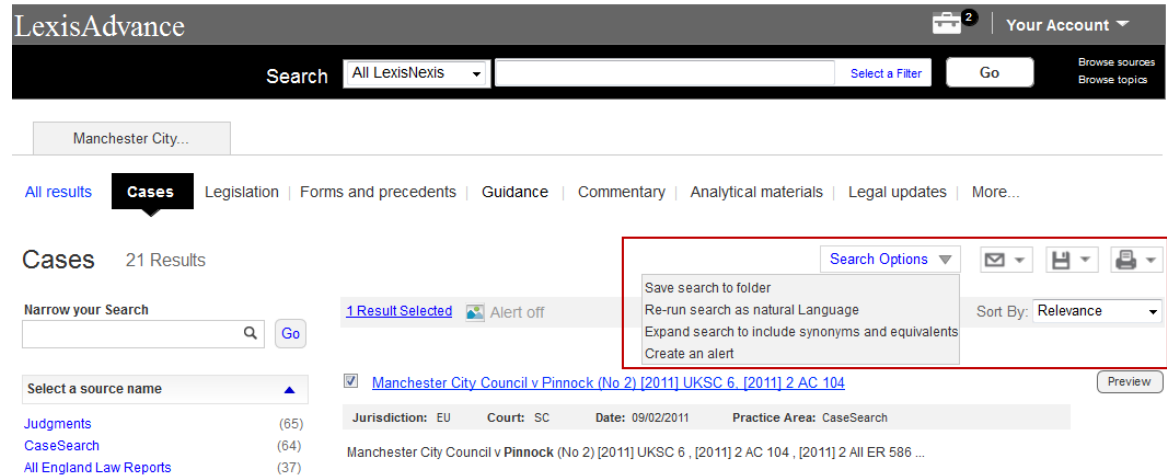 LexisAdvance
2
Your Account
Search
All LexisNexis
Select a Filter
Go
Browse sources
Browse topics
Manchester City...
All results
Cases
Legislation | Forms and precedents | Guidance | Commentary | Analytical materials | Legal updates | More...
Cases 21 Results
Search Options
Save search to folder
Re-run search as natural Language
Expand search to include synonyms and equivalents
Create an alert
Narrow your Search
Go
1 Result Selected
Alert off
Sort By: Relevance
Select a source name
Judgments (65)
CaseSearch (64)
All England Law Reports (37)
Manchester City Council v Pinnock (No 2) [2011] UKSC 6, [2011] 2 AC 104
Preview
Jurisdiction: EU Court: SC Date: 09/02/2011 Practice Area: CaseSearch
Manchester City Council v Pinnock (No 2) [2011] UKSC 6 , [2011] 2 AC 104 , [2011] 2 All ER 586 ...